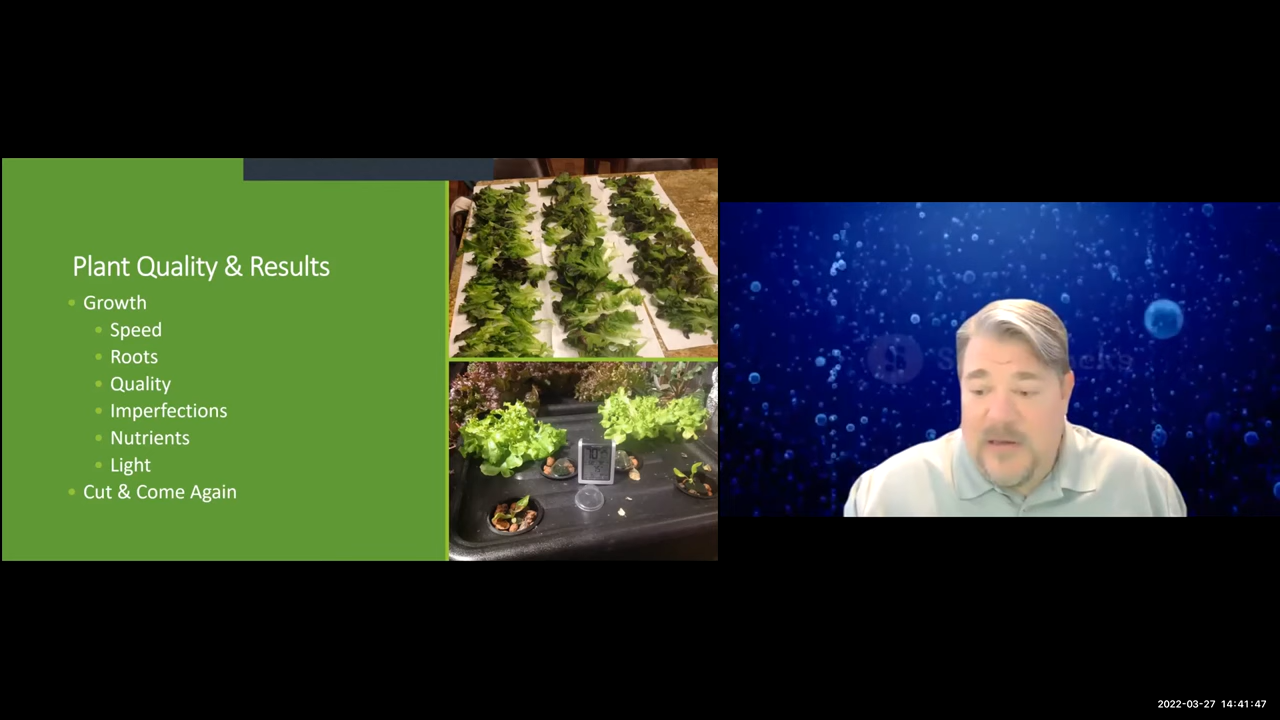 Plant Quality & Results
Growth
Speed
Roots
Quality
Imperfections
Nutrients
Light
Cut & Come Again
2022-03-27 14:41:47